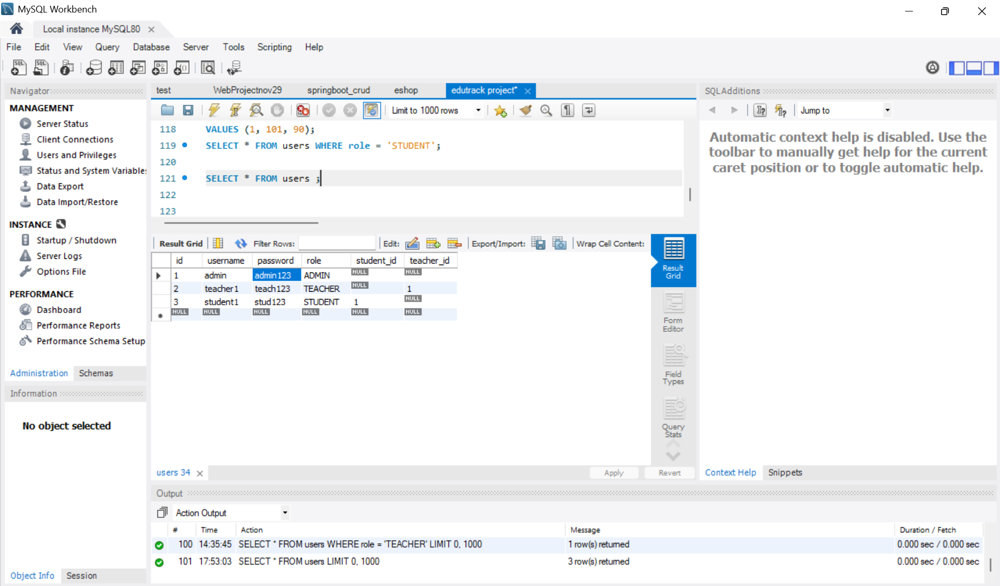 MySQL Workbench
Local instance MySQL80
File Edit View Query Database Server Tools Scripting Help
Navigator
MANAGEMENT
Server Status
Client Connections
Users and Privileges
Status and System Variable
Data Export
Data Import/Restore
INSTANCE
Startup / Shutdown
Server Logs
Options File
PERFORMANCE
Dashboard
Performance Reports
Performance Schema Setup
Administration Schemas
Information
No object selected
Object Info Session
test WebProjectnov29 springboot_crud eshop edutrack project*
Limit to 1000 rows
118 VALUES (1, 101, 90);
119 SELECT * FROM users WHERE role = 'STUDENT';
120
121 SELECT * FROM users ;
122
123
Result Grid Filter Rows: Edit: Export/Import: Wrap Cell Content:
id username password role student_id teacher_id
1 admin admin123 ADMIN NULL NULL
2 teacher1 teach123 TEACHER NULL 1
3 student1 stud123 STUDENT 1 NULL
* NULL NULL NULL NULL NULL NULL
Result
Grid
Form
Editor
Field
Types
Query
Stats
users 34 Apply Revert
SQLAdditions
Jump to
Automatic context help is disabled. Use the
toolbar to manually get help for the current
caret position or to toggle automatic help.
Context Help Snippets
Output
Action Output
# Time Action Message Duration / Fetch
100 14:35:45 SELECT * FROM users WHERE role = 'TEACHER' LIMIT 0, 1000 1 row(s) returned 0.000 sec / 0.000 sec
101 17:53:03 SELECT * FROM users LIMIT 0, 1000 3 row(s) returned 0.000 sec / 0.000 sec